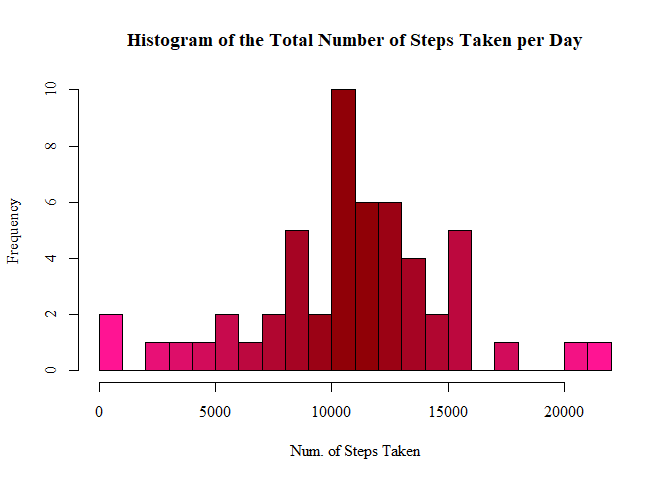 Histogram of the Total Number of Steps Taken per Day
Frequency
10
8
6
4
2
0
0 5000 10000 15000 20000
Num. of Steps Taken